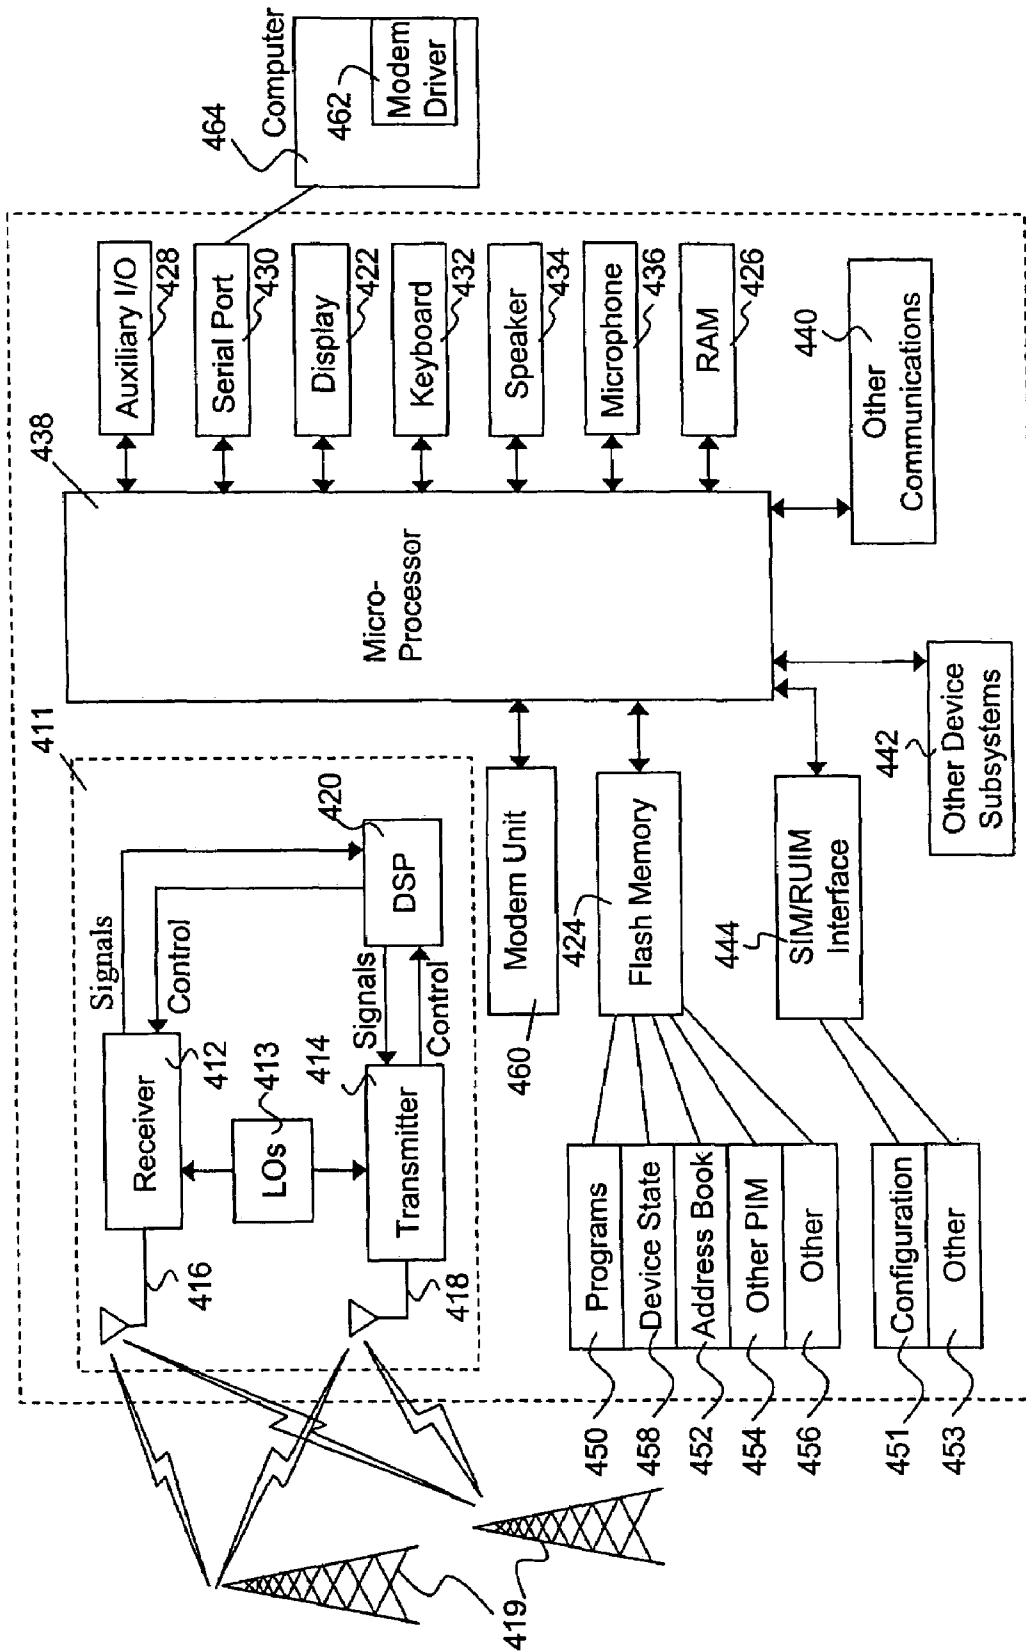 411
438
464
Computer
462
Modem
Driver
Signals
Control
Receiver
412
413
LOs
414
Transmitter
Signals
Control
420
DSP
416
418
419
Micro-
Processor
Auxiliary I/O
428
Serial Port
430
Display
422
Keyboard
432
Speaker
434
Microphone
436
RAM
426
Other
Communications
440
Modem Unit
460
Flash Memory
424
SIM/RUIM
Interface
444
Other Device
Subsystems
442
Programs
450
Device State
458
Address Book
452
Other PIM
454
Other
456
Configuration
451
Other
453